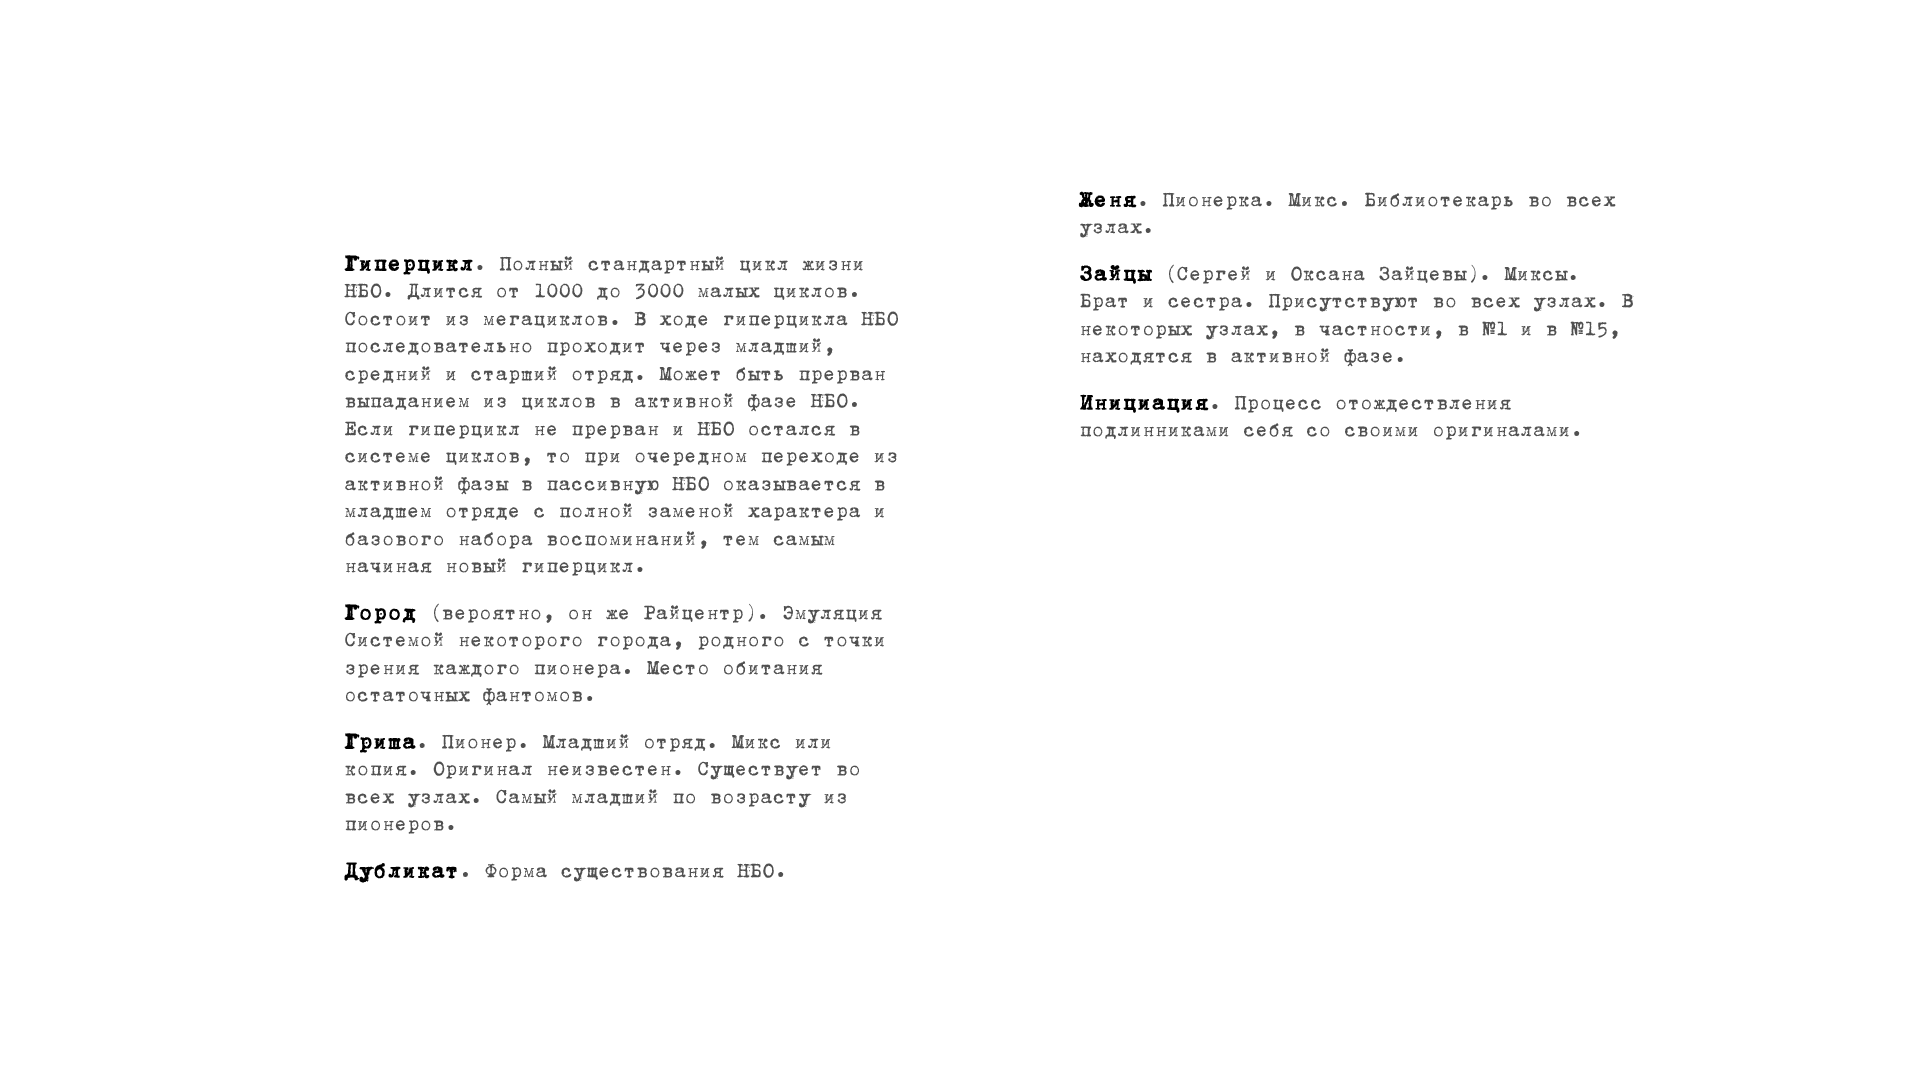 Гиперцикл. Полный стандартный цикл жизни
НБО. Длится от 1000 до 3000 малых циклов.
Состоит из мегациклов. В ходе гиперцикла НБО
последовательно проходит через младший,
средний и старший отряд. Может быть прерван
выпаданием из циклов в активной фазе НБО.
Если гиперцикл не прерван и НБО остался в
системе циклов, то при очередном переходе из
активной фазы в пассивную НБО оказывается в
младшем отряде с полной заменой характера и
базового набора воспоминаний, тем самым
начиная новый гиперцикл.
Город (вероятно, он же Райцентр). Эмуляция
Системой некоторого города, родного с точки
зрения каждого пионера. Место обитания
остаточных фантомов.
Гриша. Пионер. Младший отряд. Микс или
копия. Оригинал неизвестен. Существует во
всех узлах. Самый младший по возрасту из
пионеров.
Дубликат. Форма существования НБО.
Женя. Пионерка. Микс. Библиотекарь во всех
узлах.
Зайцы (Сергей и Оксана Зайцевы). Миксы.
Брат и сестра. Присутствуют во всех узлах. В
некоторых узлах, в частности, в №1 и в №15,
находятся в активной фазе.
Инициация. Процесс отождествления
подлинниками себя со своими оригиналами.